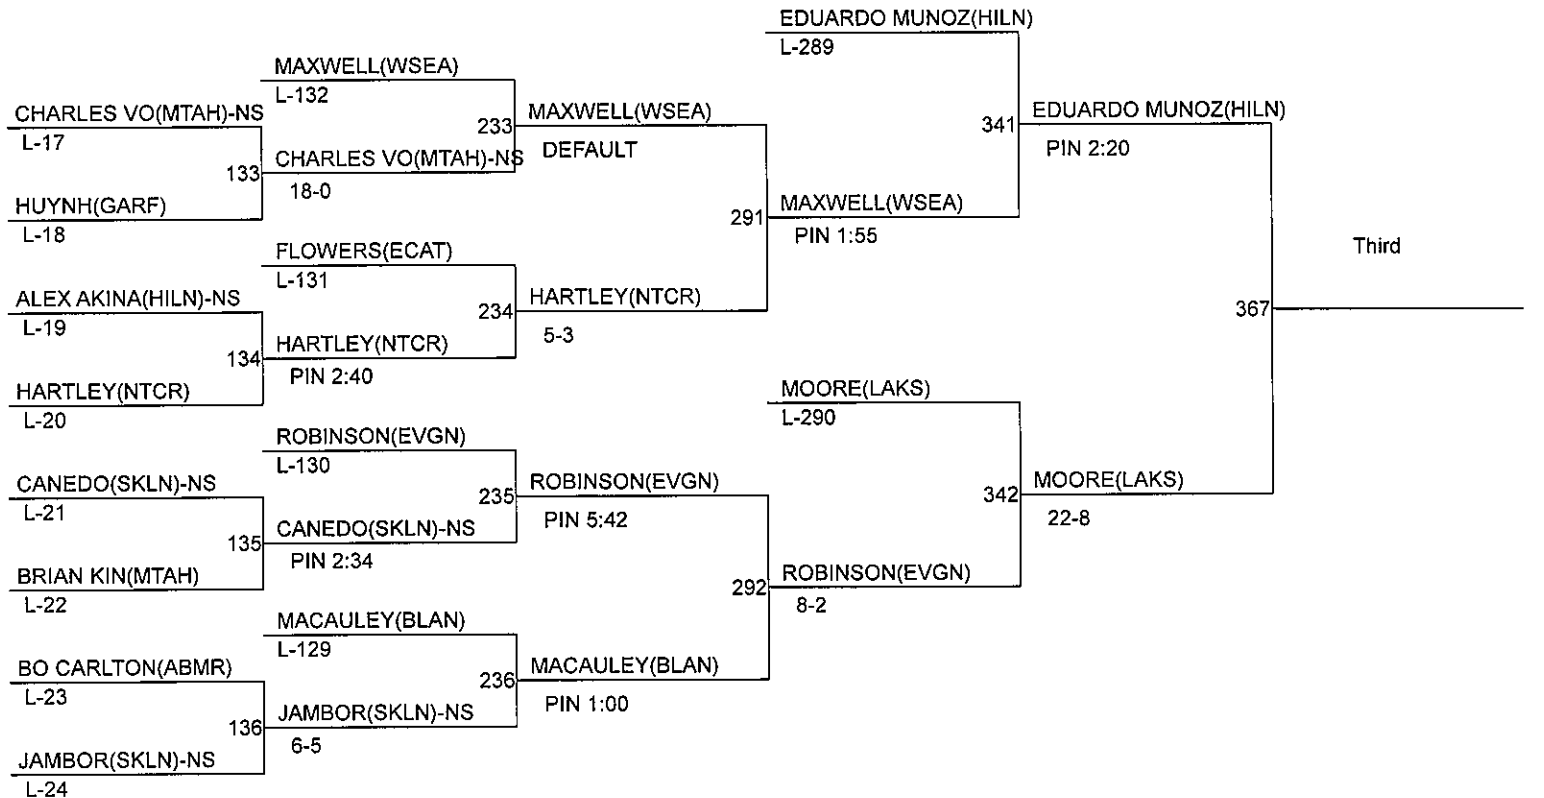 EDUARDO MUNOZ(HILN)
L-289
MAXWELL(WSEA)
L-132
CHARLES VO(MTAH)-NS
L-17
233
MAXWELL(WSEA)
DEFAULT
341
EDUARDO MUNOZ(HILN)
PIN 2:20
133
CHARLES VO(MTAH)-NS
18-0
HUYNH(GARF)
L-18
291
MAXWELL(WSEA)
PIN 1:55
FLOWERS(ECAT)
L-131
Third
ALEX AKINA(HILN)-NS
L-19
234
HARTLEY(NTCR)
5-3
367
134
HARTLEY(NTCR)
PIN 2:40
HARTLEY(NTCR)
L-20
MOORE(LAKS)
L-290
ROBINSON(EVGN)
L-130
CANEDO(SKLN)-NS
L-21
235
ROBINSON(EVGN)
PIN 5:42
342
MOORE(LAKS)
22-8
135
CANEDO(SKLN)-NS
PIN 2:34
BRIAN KIN(MTAH)
L-22
292
ROBINSON(EVGN)
8-2
MACAULEY(BLAN)
L-129
BO CARLTON(ABMR)
L-23
236
MACAULEY(BLAN)
PIN 1:00
136
JAMBOR(SKLN)-NS
6-5
JAMBOR(SKLN)-NS
L-24